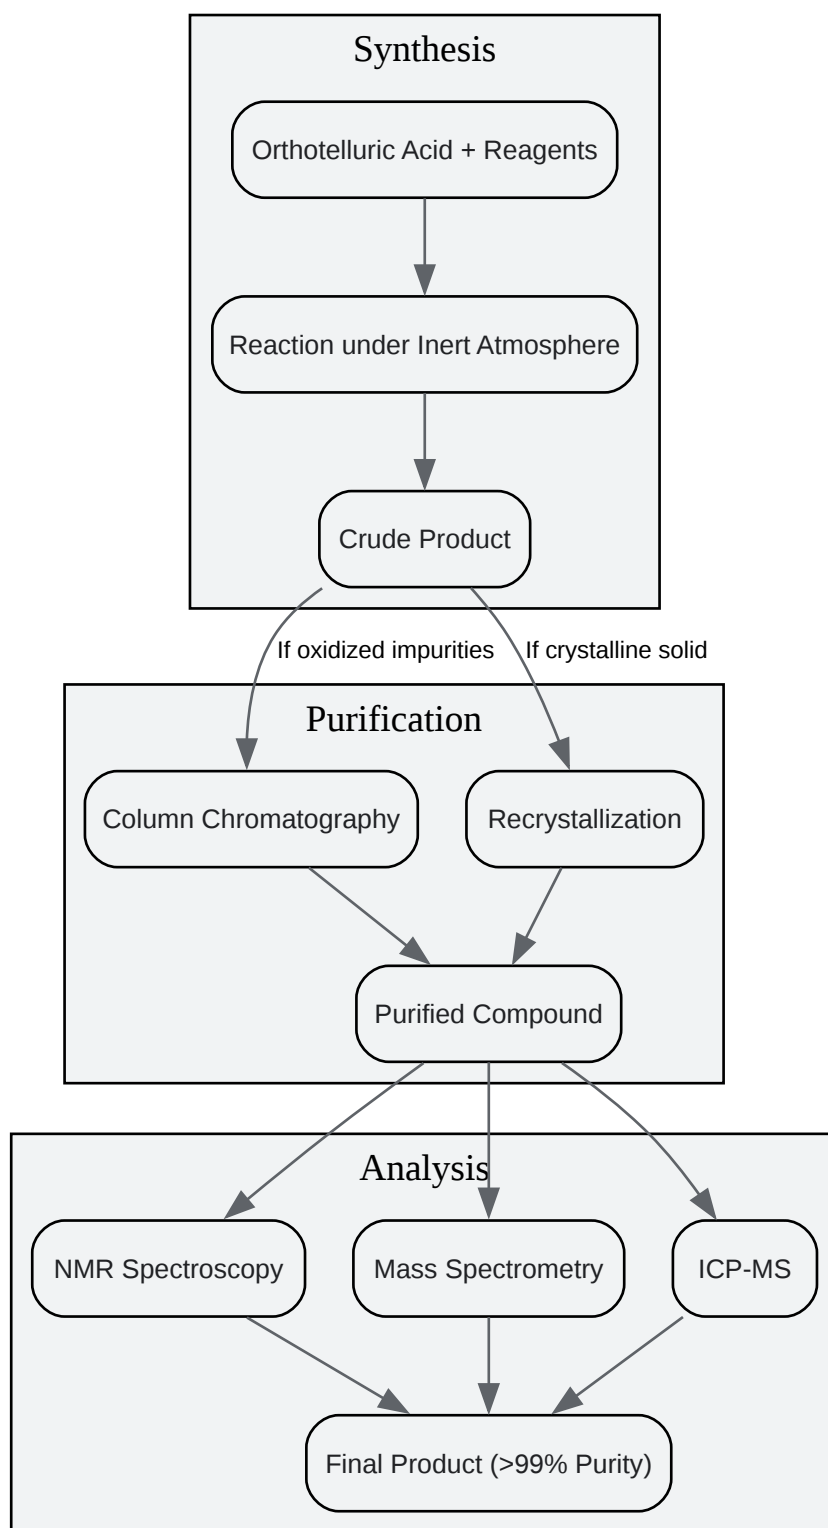 Synthesis
Orthotelluric Acid + Reagents
Reaction under Inert Atmosphere
Crude Product
If oxidized impurities
If crystalline solid
Purification
Column Chromatography
Recrystallization
Purified Compound
Analysis
NMR Spectroscopy
Mass Spectrometry
ICP-MS
Final Product (>99% Purity)